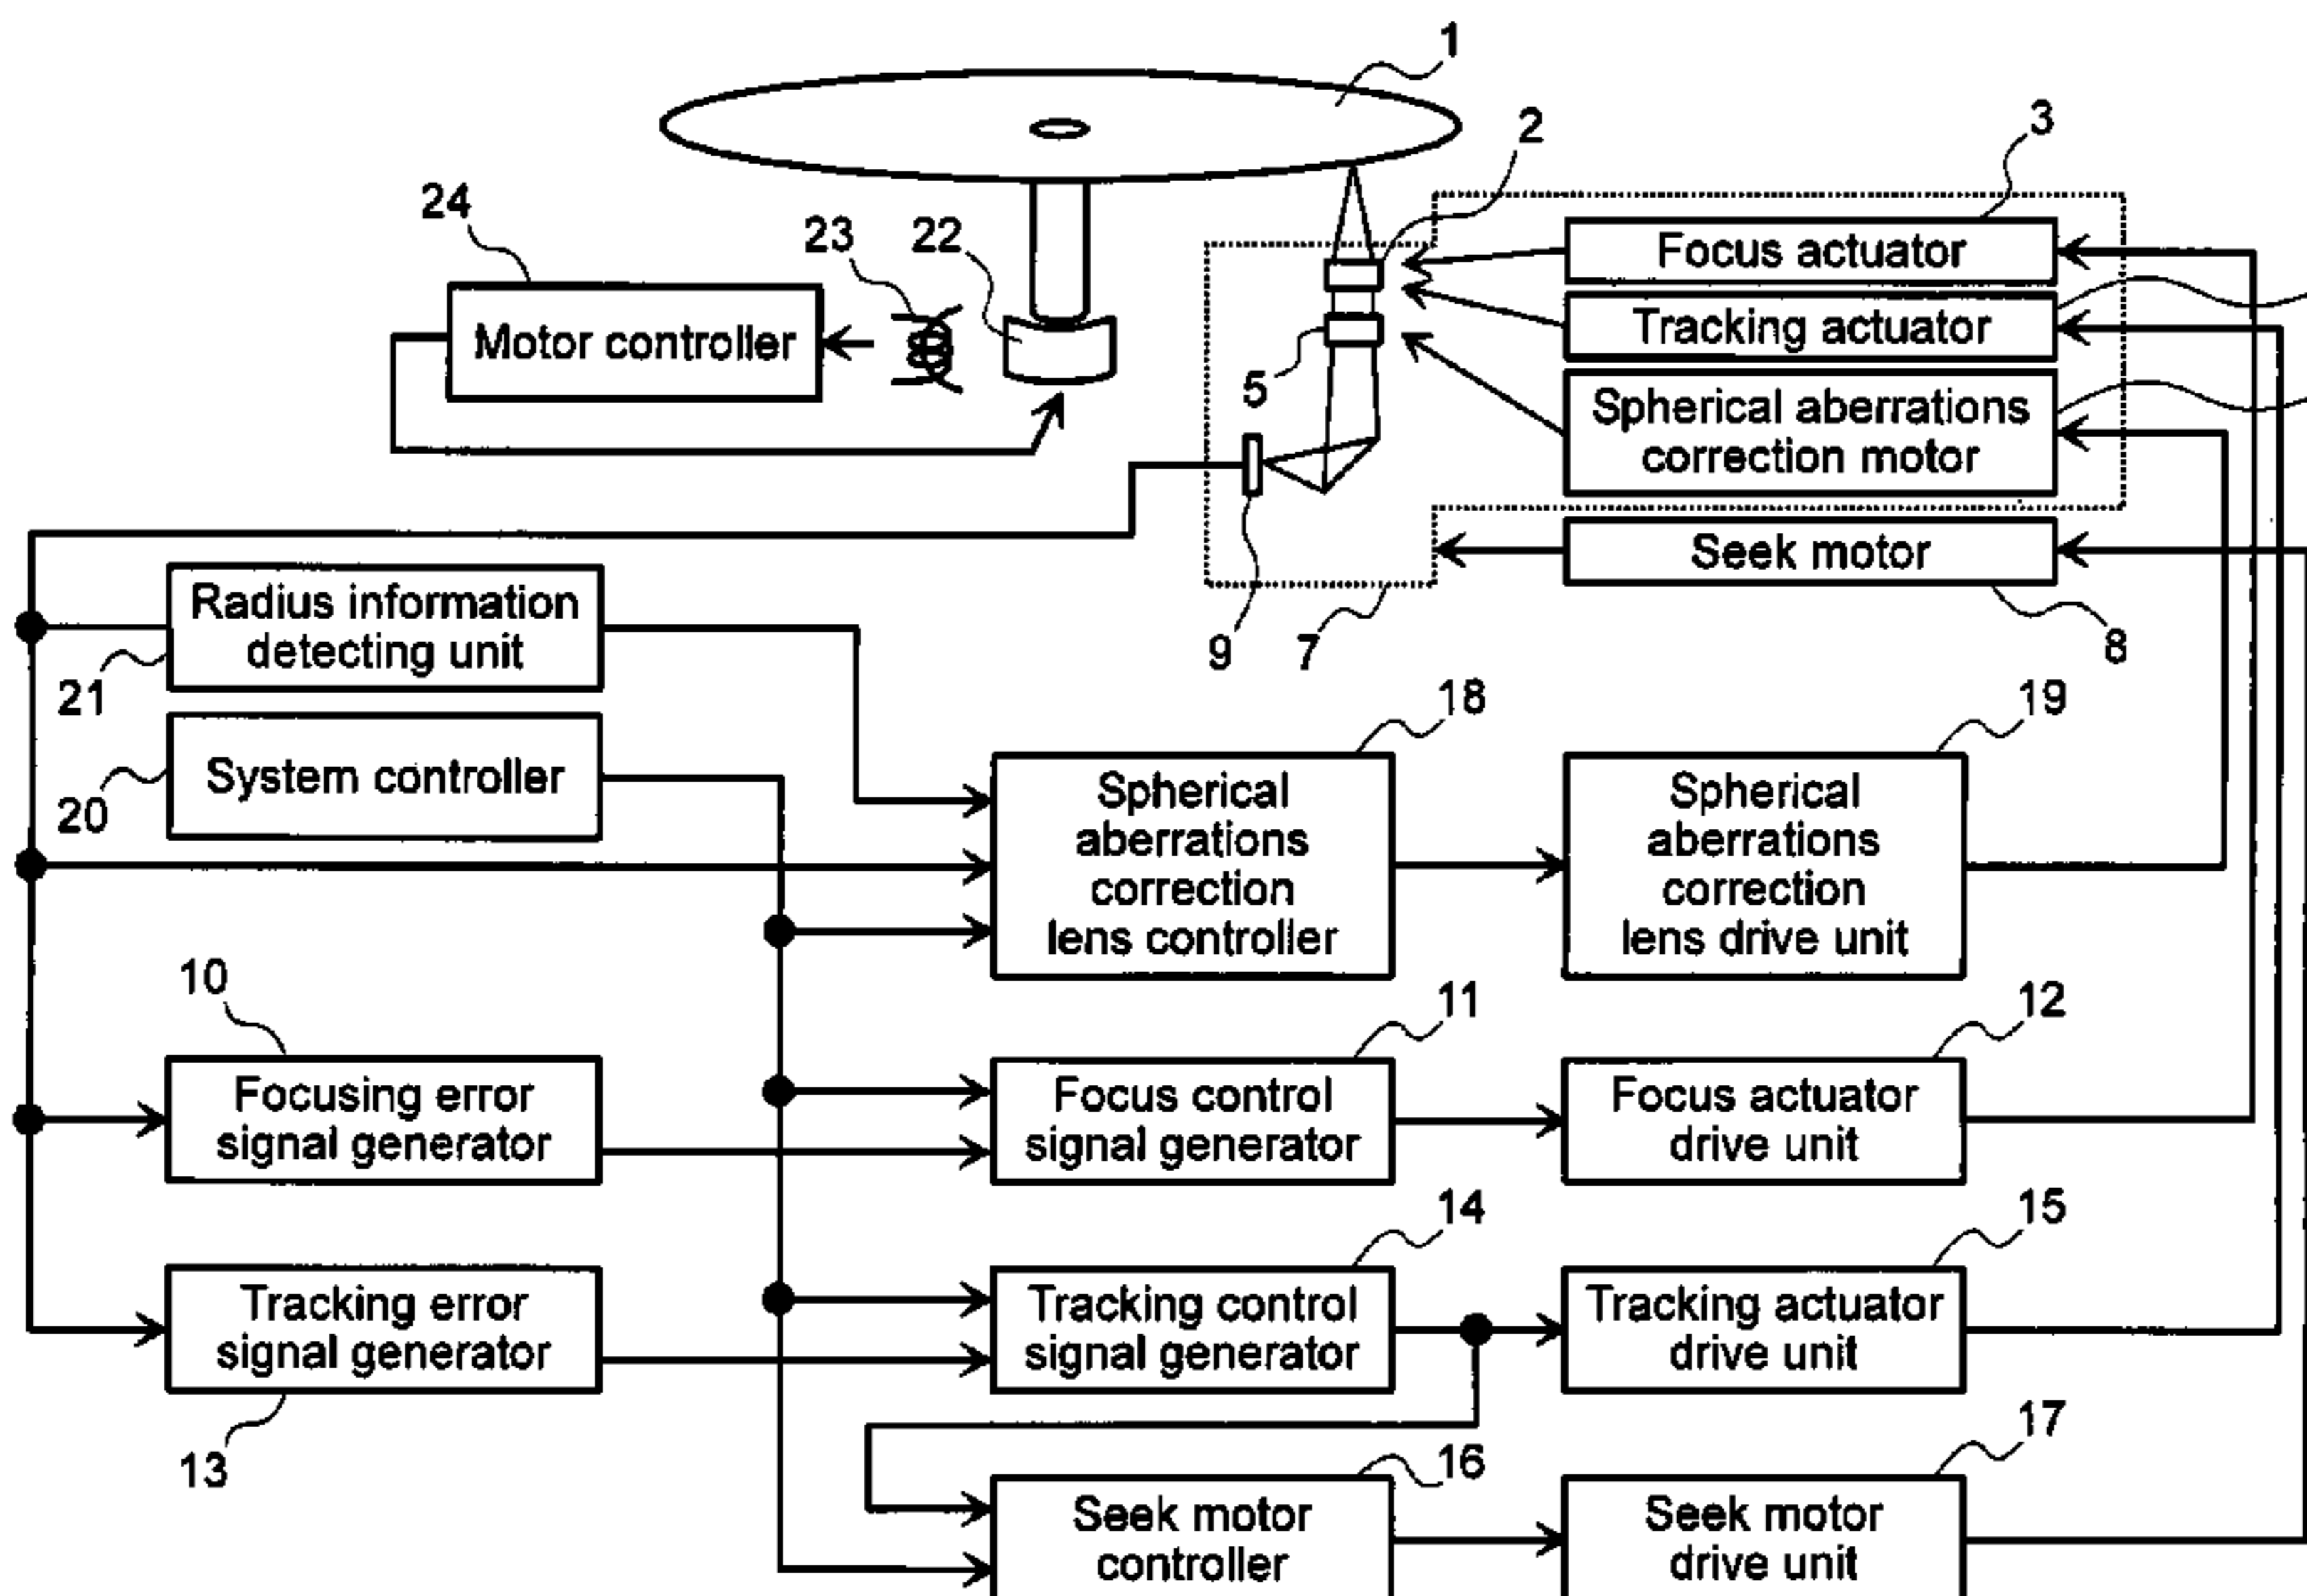 1
2
3
24
23
22
Focus actuator
Motor controller
Tracking actuator
5
Spherical aberrations
correction motor
Seek motor
Radius information
detecting unit
9
7
8
21
18
19
System controller
20
Spherical
aberrations
correction
lens controller
Spherical
aberrations
correction
lens drive unit
10
11
12
Focusing error
signal generator
Focus control
signal generator
Focus actuator
drive unit
14
15
Tracking error
signal generator
Tracking control
signal generator
Tracking actuator
drive unit
13
16
17
Seek motor
controller
Seek motor
drive unit